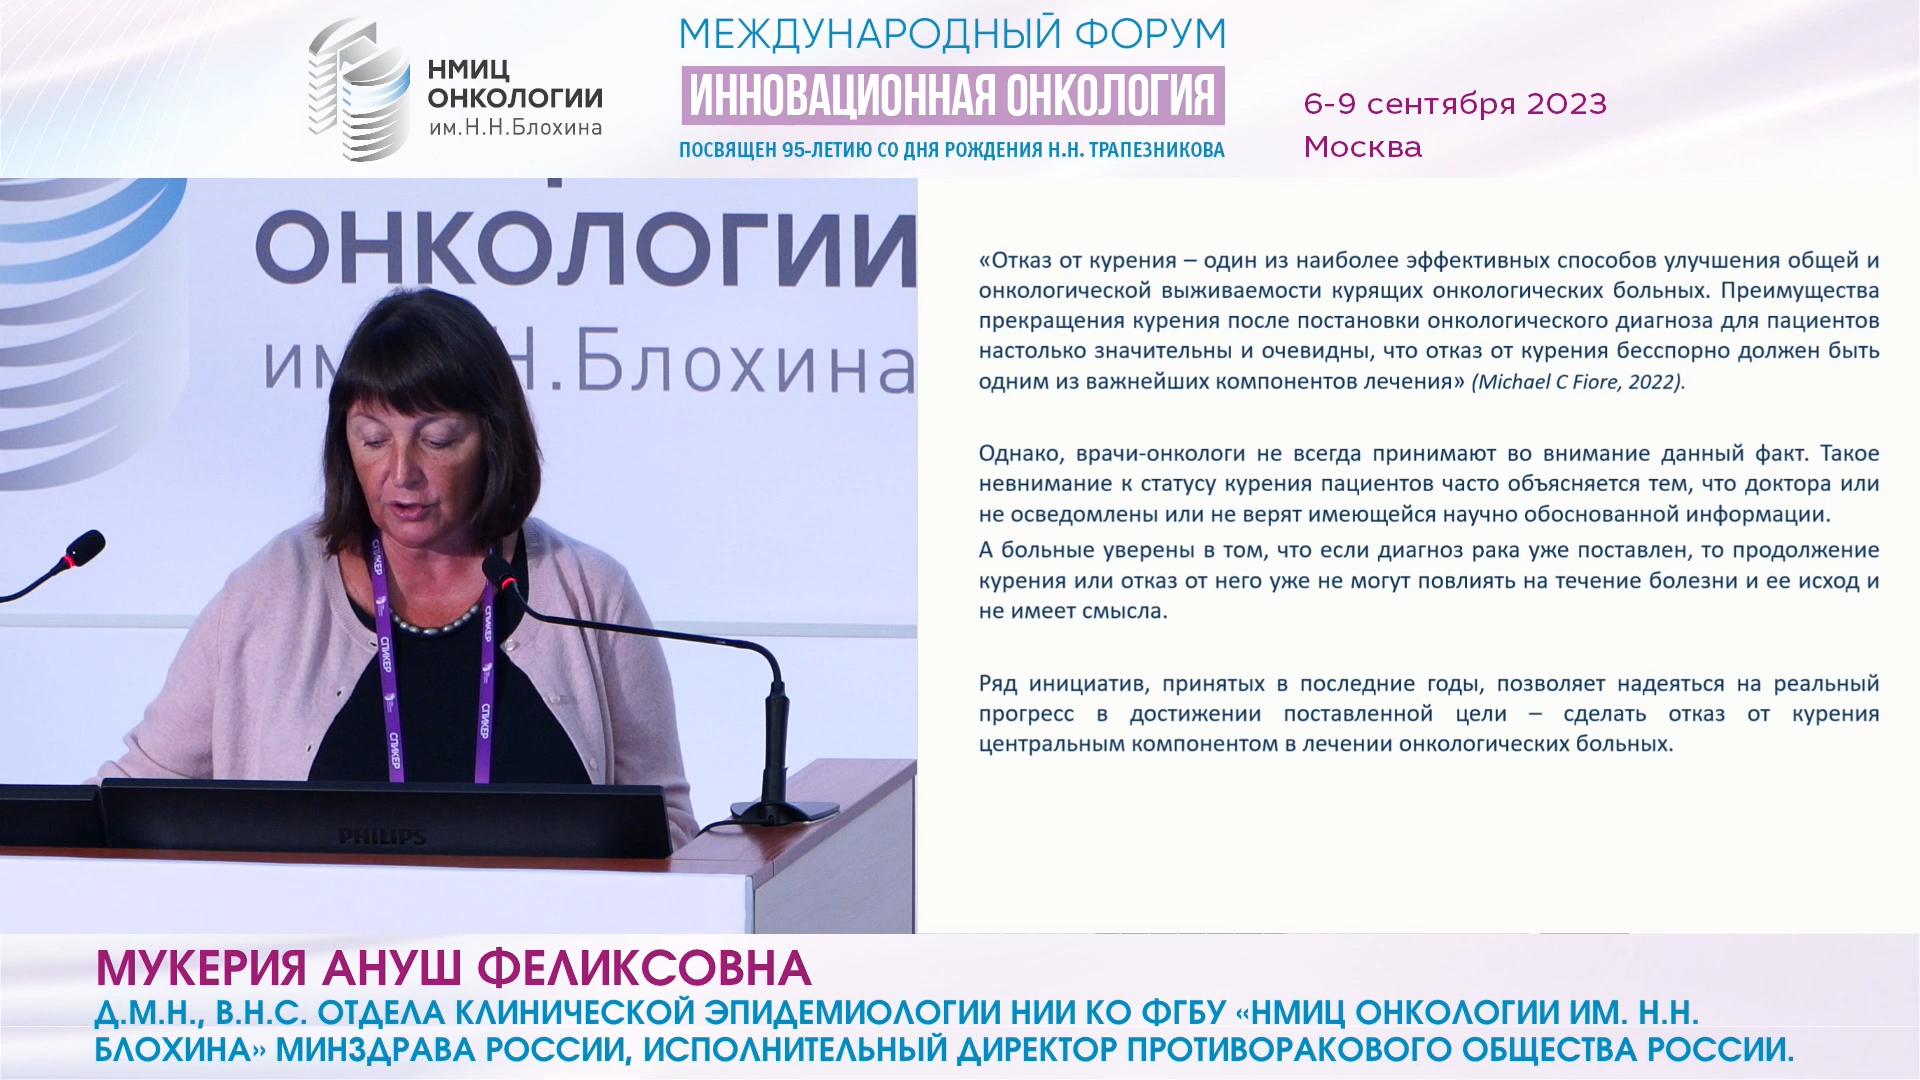 НМИЦ
ОНКОЛОГИИ
им.Н.Н.Блохина
МЕЖДУНАРОДНЫЙ ФОРУМ
ИННОВАЦИОННАЯ ОНКОЛОГИЯ
ПОСВЯЩЕН 95-ЛЕТИЮ СО ДНЯ РОЖДЕНИЯ Н.Н. ТРАПЕЗНИКОВА
6-9 сентября 2023
Москва
ОНКОЛОГИИ
им. Н.Блохина
СПИКЕР
СПИКЕР
СПИКЕР
СПИКЕР
СПИКЕР
PHILIPS
«Отказ от курения – один из наиболее эффективных способов улучшения общей и
онкологической выживаемости курящих онкологических больных. Преимущества
прекращения курения после постановки онкологического диагноза для пациентов
настолько значительны и очевидны, что отказ от курения бесспорно должен быть
одним из важнейших компонентов лечения» (Michael C Fiore, 2022).
Однако, врачи-онкологи не всегда принимают во внимание данный факт. Такое
невнимание к статусу курения пациентов часто объясняется тем, что доктора или
не осведомлены или не верят имеющейся научно обоснованной информации.
А больные уверены в том, что если диагноз рака уже поставлен, то продолжение
курения или отказ от него уже не могут повлиять на течение болезни и ее исход и
не имеет смысла.
Ряд инициатив, принятых в последние годы, позволяет надеяться на реальный
прогресс в достижении поставленной цели – сделать отказ от курения
центральным компонентом в лечении онкологических больных.
МУКЕРИЯ АНУШ ФЕЛИКСОВНА
Д.М.Н., В.Н.С. ОТДЕЛА КЛИНИЧЕСКОЙ ЭПИДЕМИОЛОГИИ НИИ КО ФГБУ «НМИЦ ОНКОЛОГИИ ИМ. Н.Н.
БЛОХИНА» МИНЗДРАВА РОССИИ, ИСПОЛНИТЕЛЬНЫЙ ДИРЕКТОР ПРОТИВОРАКОВОГО ОБЩЕСТВА РОССИИ.